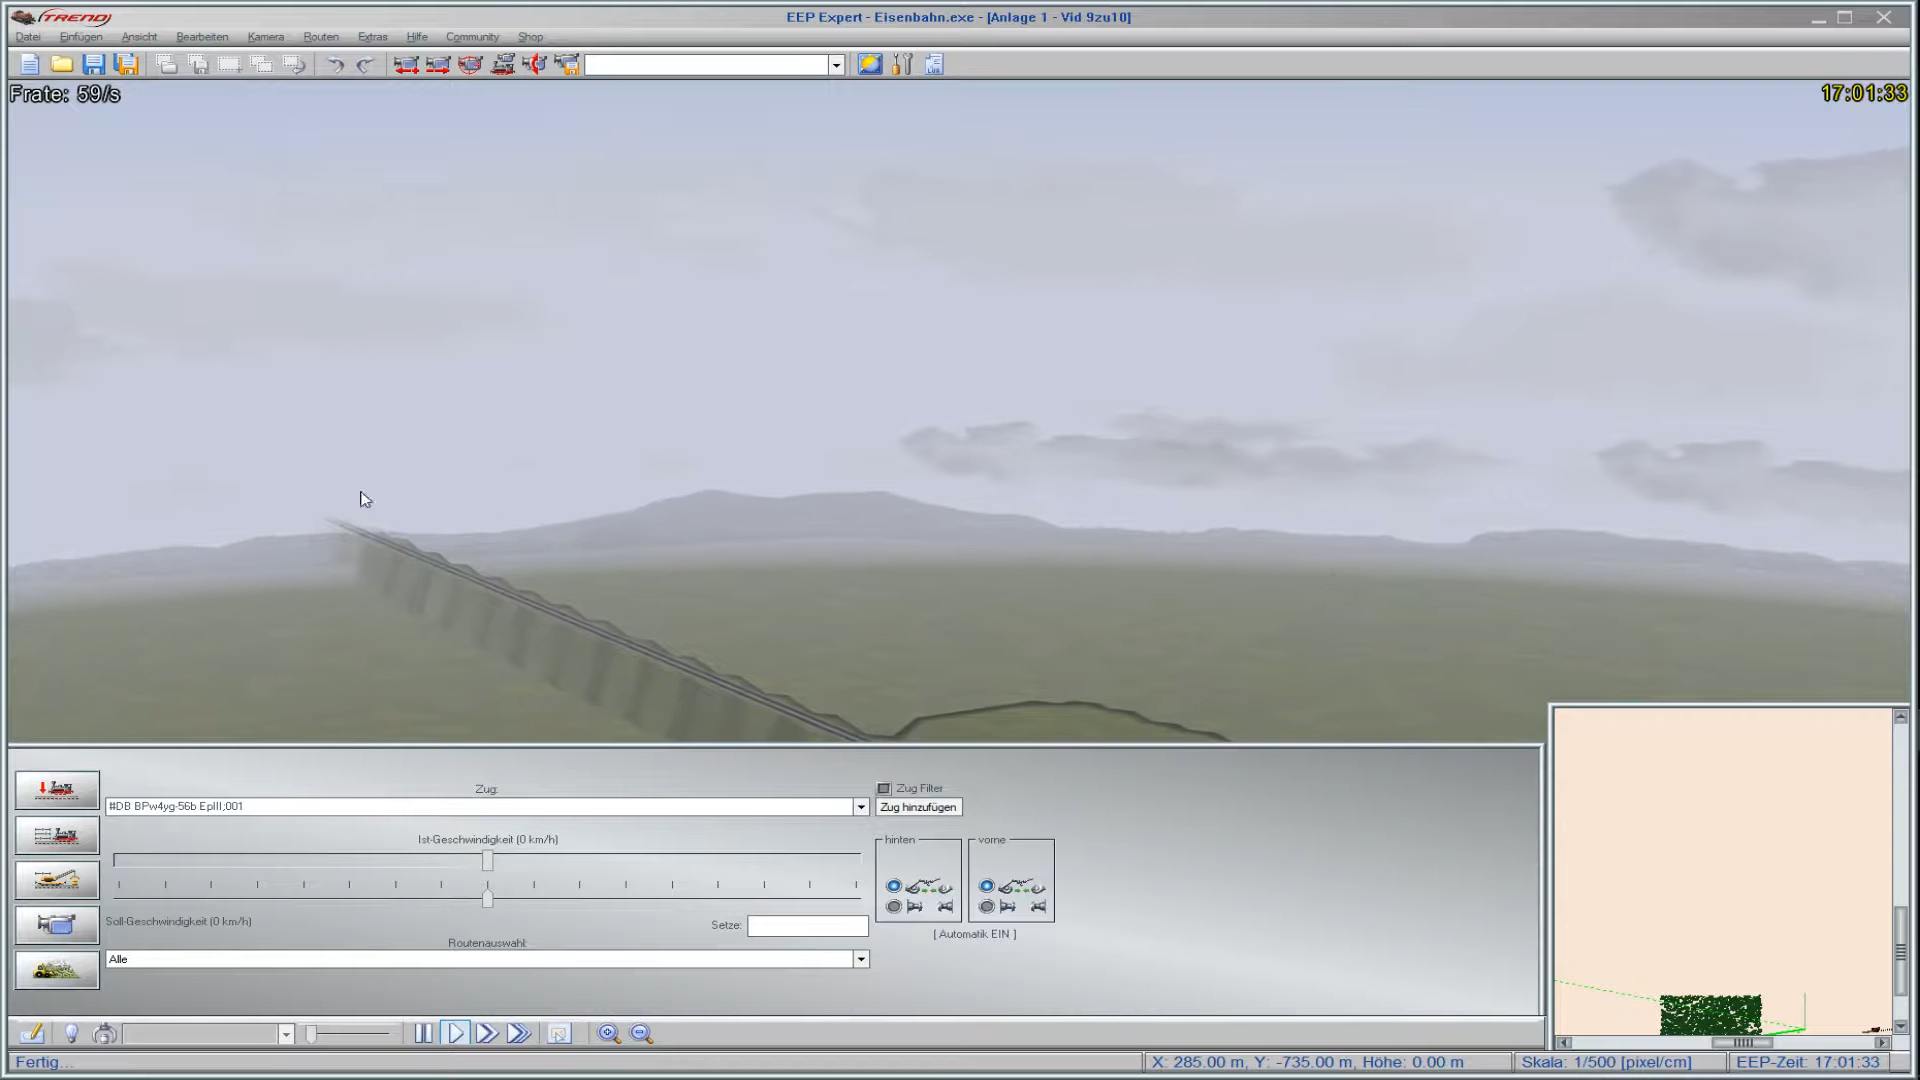 TREND
EEP Expert - Eisenbahn.exe - [Anlage 1 - Vid 9zu10]
Datei Einfügen Ansicht Bearbeiten Kamera Routen Extras Hilfe Community Shop
Frate: 59/s
17:01:33
Zug:
#DB BPw4yg-56b EpIII;001
Zug Filter
Zug hinzufügen
Ist-Geschwindigkeit (0 km/h)
hinten
vorne
Soll-Geschwindigkeit (0 km/h)
Setze:
[ Automatik EIN ]
Routenauswahl:
Alle
Fertig...
X: 285.00 m, Y: -735.00 m, Höhe: 0.00 m
Skala: 1/500 [pixel/cm]
EEP-Zeit: 17:01:33